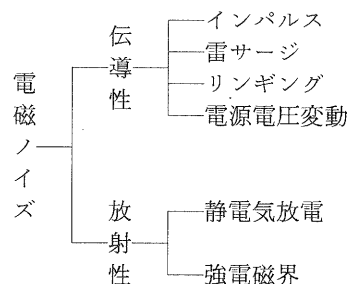 電磁ノイズ
伝導性
インパルス
雷サージ
リンギング
電源電圧変動
放射性
静電気放電
強電磁界